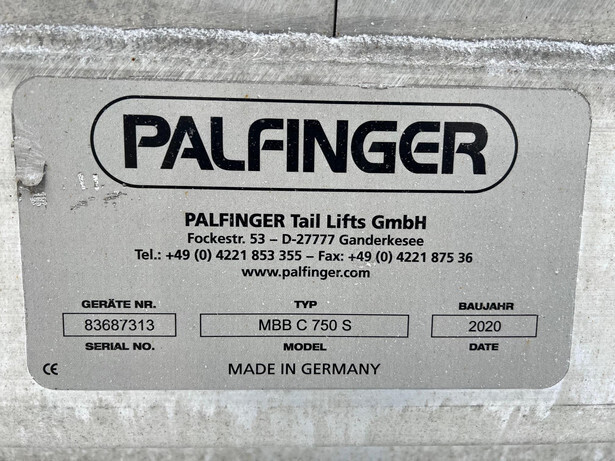 PALFINGER
PALFINGER Tail Lifts GmbH
Fockestr. 53 – D-27777 Ganderkesee
Tel.: +49 (0) 4221 853 355 – Fax: +49 (0) 4221 875 36
www.palfinger.com
GERÄTE NR. TYP BAUJAHR
83687313 MBB C 750 S 2020
SERIAL NO. MODEL DATE
CE MADE IN GERMANY